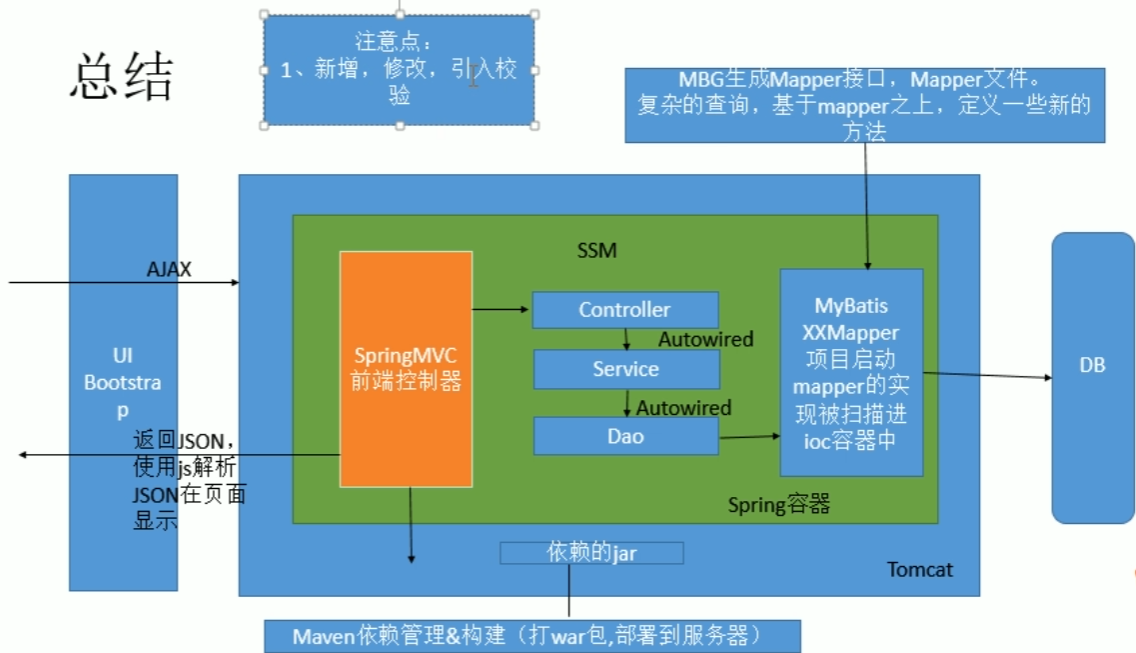 总结
注意点：
1、新增，修改，引入校
验
MBG生成Mapper接口，Mapper文件。
复杂的查询，基于mapper之上，定义一些新的
方法
AJAX
UI
Bootstra
p
返回JSON，
使用js解析
JSON在页面
显示
SSM
SpringMVC
前端控制器
Controller
Autowired
Service
Autowired
Dao
MyBatis
XXMapper
项目启动
mapper的实
现被扫描进
ioc容器中
Spring容器
DB
依赖的jar
Tomcat
Maven依赖管理&构建（打war包,部署到服务器）